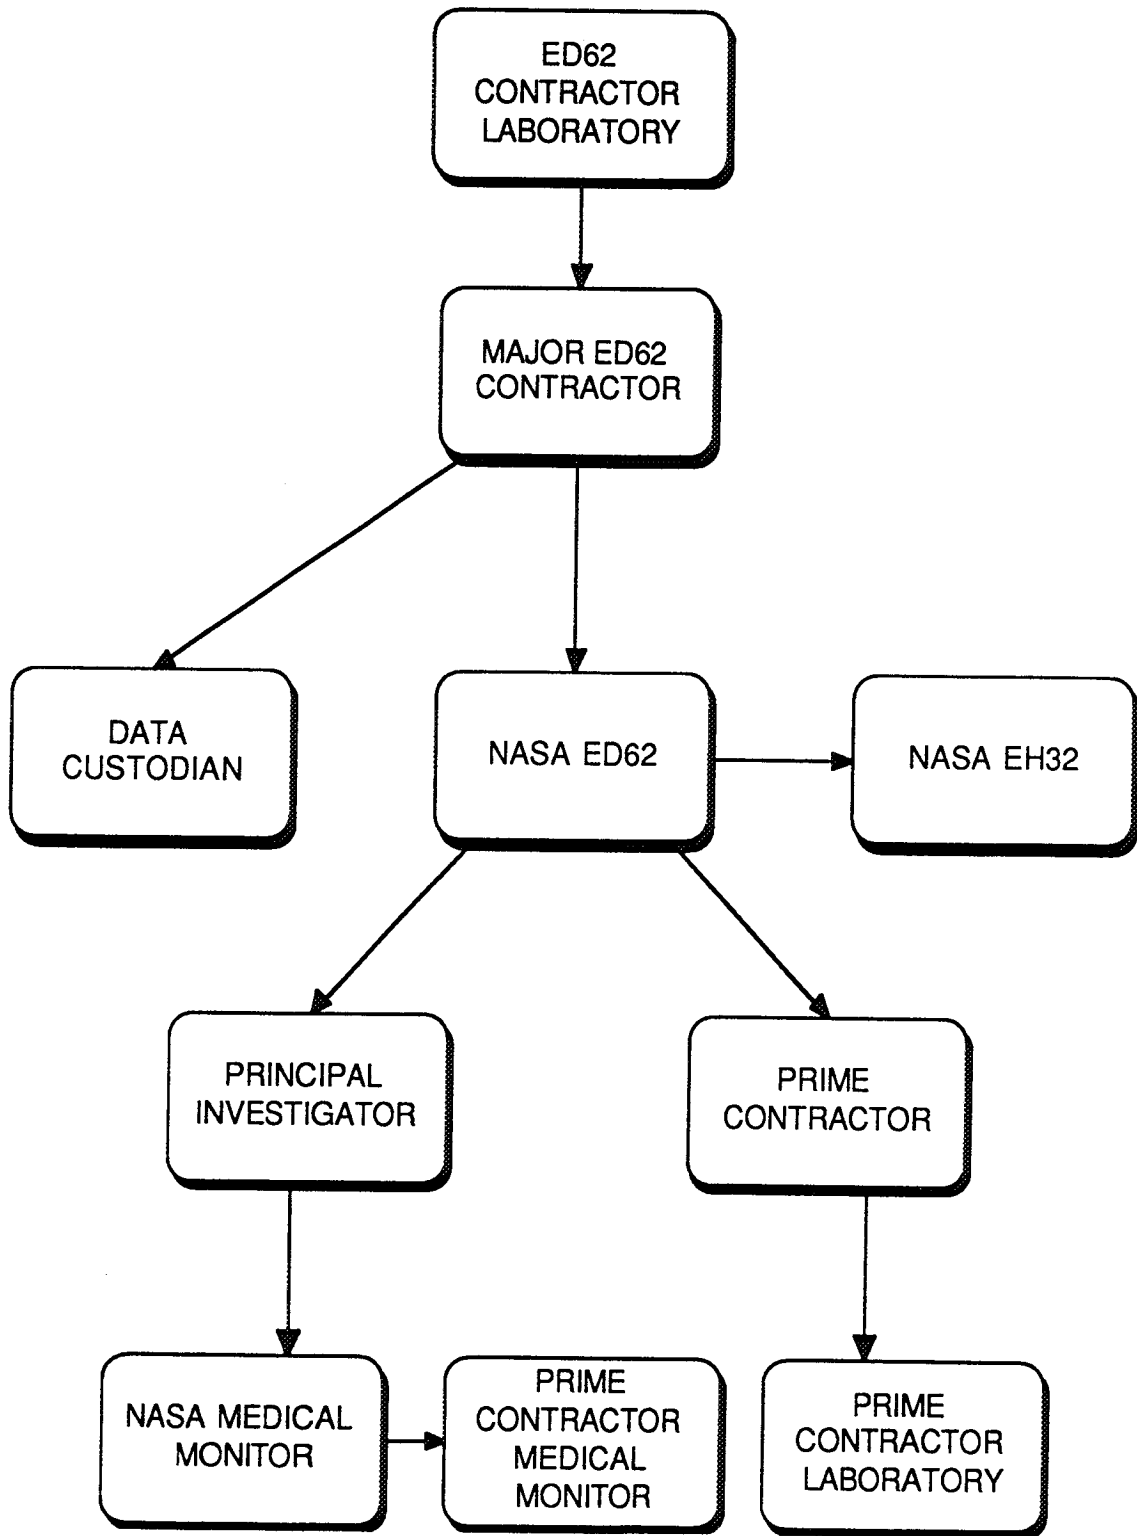 ED62
CONTRACTOR
LABORATORY
MAJOR ED62
CONTRACTOR
DATA
CUSTODIAN
NASA ED62
NASA EH32
PRINCIPAL
INVESTIGATOR
PRIME
CONTRACTOR
NASA MEDICAL
MONITOR
PRIME
CONTRACTOR
MEDICAL
MONITOR
PRIME
CONTRACTOR
LABORATORY